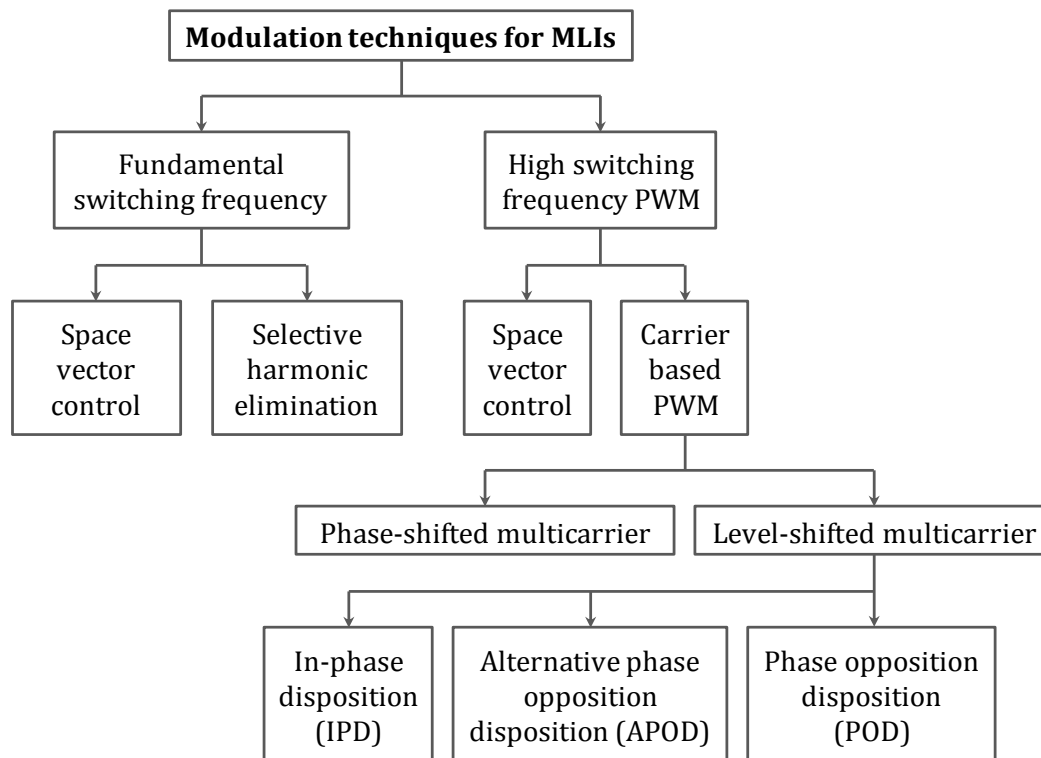 Modulation techniques for MLIs
Fundamental
switching frequency
High switching
frequency PWM
Space
vector
control
Selective
harmonic
elimination
Space
vector
control
Carrier
based
PWM
Phase-shifted multicarrier
Level-shifted multicarrier
In-phase
disposition
(IPD)
Alternative phase
opposition
disposition (APOD)
Phase opposition
disposition
(POD)